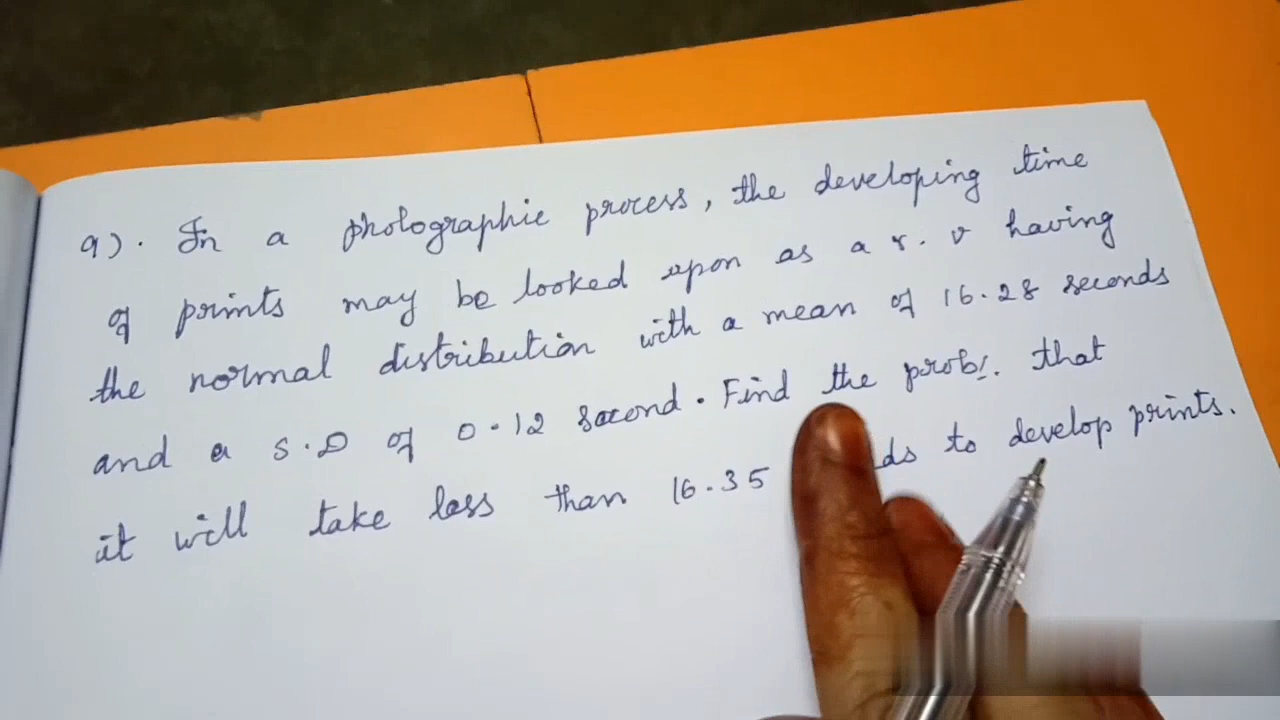 9). In a photographic process, the developing time
of prints may be looked upon as a r. v having
the normal distribution with a mean of 16.28 seconds
and a S.D of 0.12 second. Find the prob/. that
it will take less than 16.35 ds to develop prints.